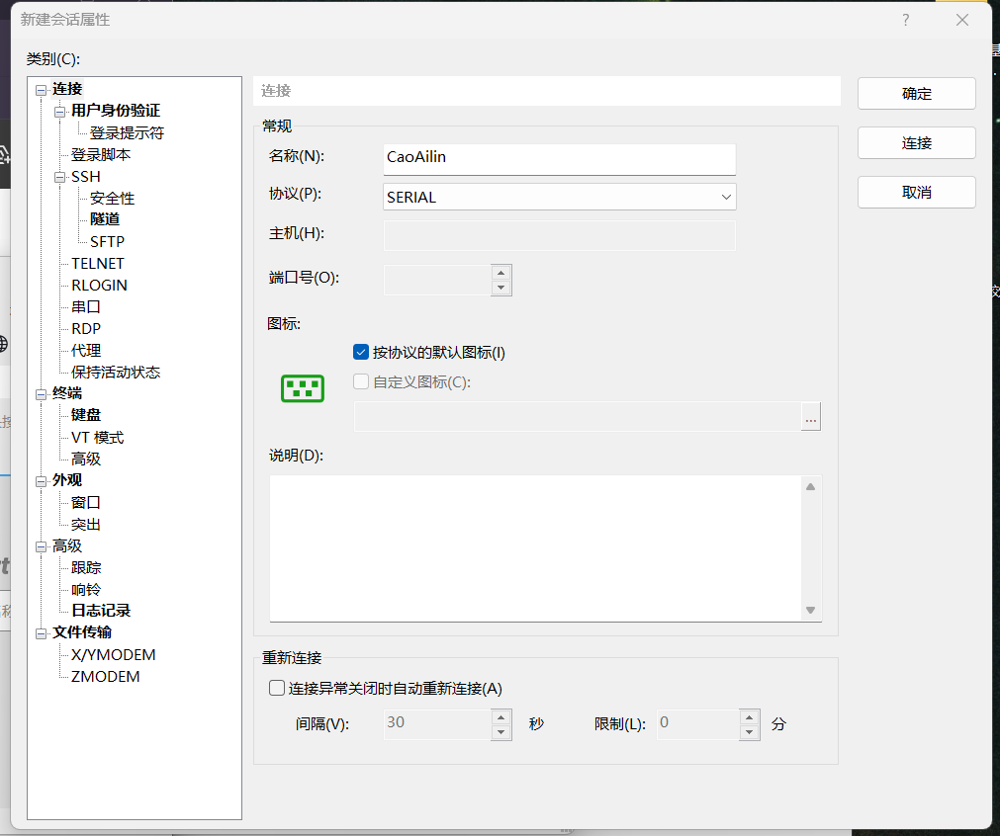 新建会话属性
?
类别(C):
连接
用户身份验证
登录提示符
登录脚本
SSH
安全性
隧道
SFTP
TELNET
RLOGIN
串口
RDP
代理
保持活动状态
终端
键盘
VT 模式
高级
外观
窗口
突出
高级
跟踪
响铃
日志记录
文件传输
X/YMODEM
ZMODEM
连接
常规
名称(N):
CaoAilin
协议(P):
SERIAL
主机(H):
端口号(O):
图标:
按协议的默认图标(I)
自定义图标(C):
...
说明(D):
重新连接
连接异常关闭时自动重新连接(A)
间隔(V):
30
秒
限制(L):
0
分
确定
连接
取消